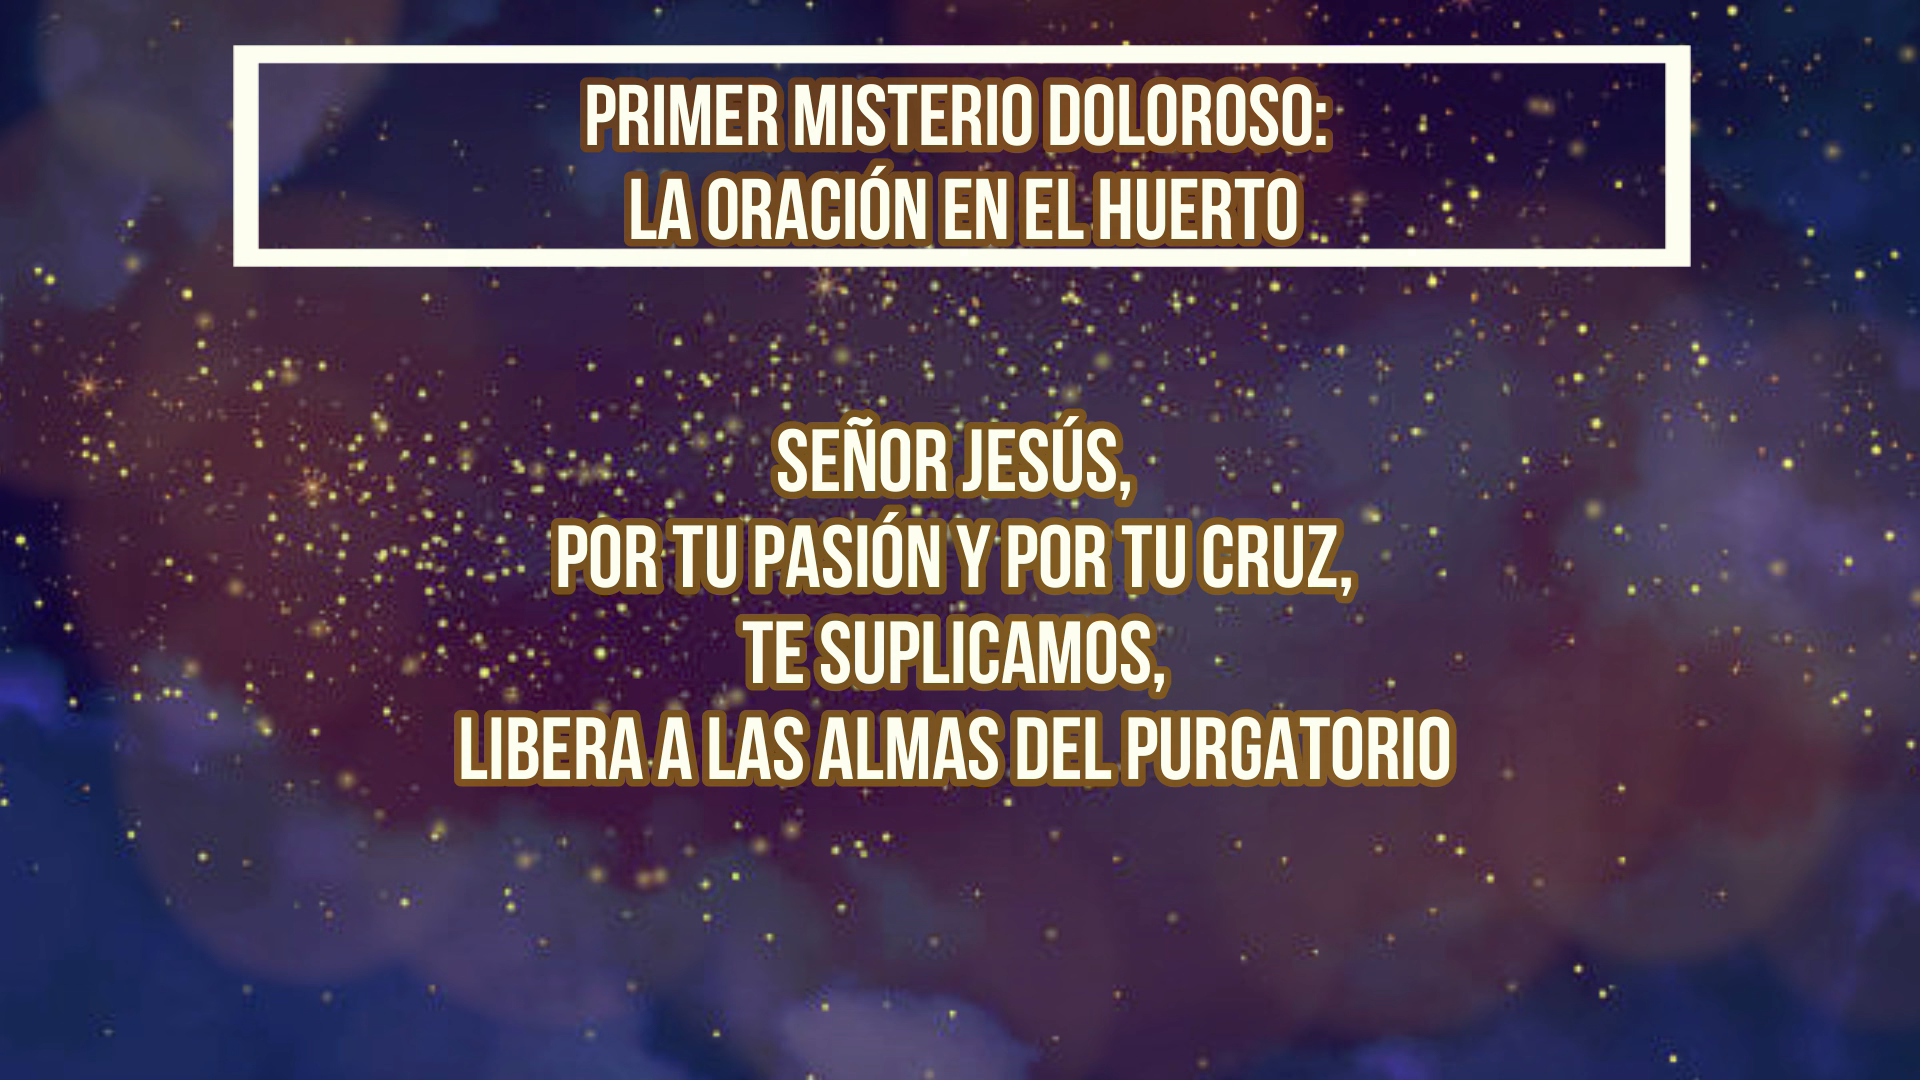 PRIMER MISTERIO DOLOROSO:
LA ORACIÓN EN EL HUERTO
SEÑOR JESÚS,
POR TU PASIÓN Y POR TU CRUZ,
TE SUPLICAMOS,
LIBERA A LAS ALMAS DEL PURGATORIO